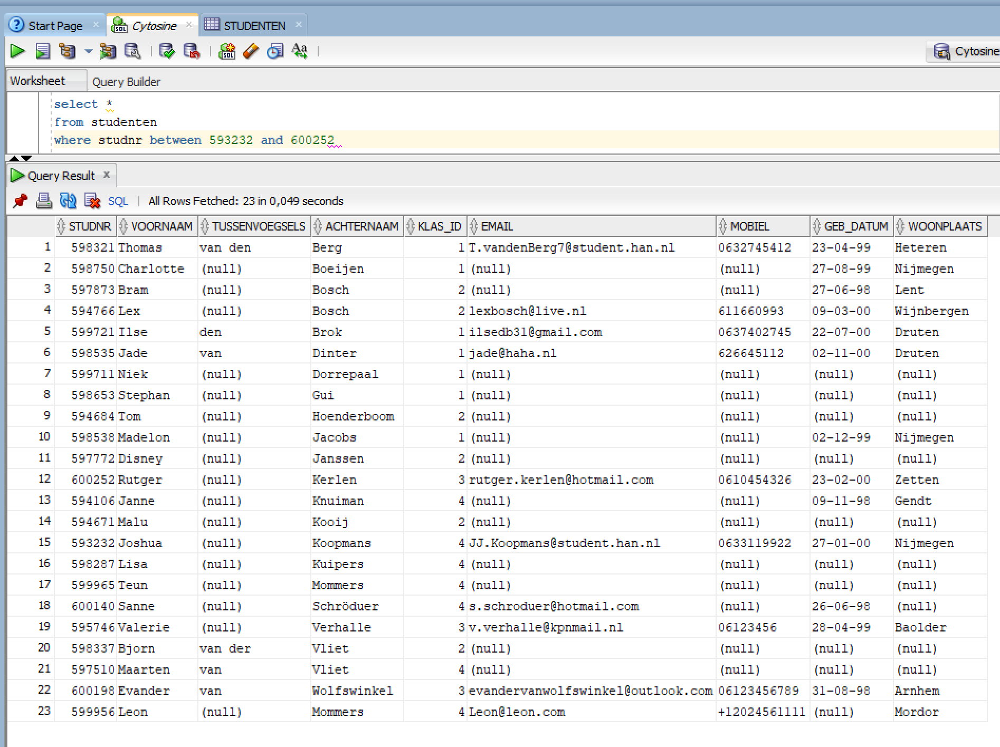 Start Page
Cytosine
STUDENTEN
Cytosine
Worksheet Query Builder
select *
from studenten
where studnr between 593232 and 600252
Query Result
SQL | All Rows Fetched: 23 in 0,049 seconds
STUDNR VOORNAAM TUSSENVOEGSELS ACHTERNAAM KLAS_ID EMAIL MOBIEL GEB_DATUM WOONPLAATS
1 598321 Thomas van den Berg 1 T.vandenBerg7@student.han.nl 0632745412 23-04-99 Heteren
2 598750 Charlotte (null) Boeijen 1 (null) (null) 27-08-99 Nijmegen
3 597873 Bram (null) Bosch 2 (null) (null) 27-06-98 Lent
4 594766 Lex (null) Bosch 2 lexbosch@live.nl 611660993 09-03-00 Wijnbergen
5 599721 Ilse den Brok 1 ilsedb31@gmail.com 0637402745 22-07-00 Druten
6 598535 Jade van Dinter 1 jade@haha.nl 626645112 02-11-00 Druten
7 599711 Niek (null) Dorrepaal 1 (null) (null) (null) (null)
8 598653 Stephan (null) Gui 1 (null) (null) (null) (null)
9 594684 Tom (null) Hoenderboom 2 (null) (null) (null) (null)
10 598538 Madelon (null) Jacobs 1 (null) (null) 02-12-99 Nijmegen
11 597772 Disney (null) Janssen 2 (null) (null) (null) (null)
12 600252 Rutger (null) Kerlen 3 rutger.kerlen@hotmail.com 0610454326 23-02-00 Zetten
13 594106 Janne (null) Knuiman 4 (null) (null) 09-11-98 Gendt
14 594671 Malu (null) Kooij 2 (null) (null) (null) (null)
15 593232 Joshua (null) Koopmans 4 JJ.Koopmans@student.han.nl 0633119922 27-01-00 Nijmegen
16 598287 Lisa (null) Kuipers 4 (null) (null) (null) (null)
17 599965 Teun (null) Mommers 4 (null) (null) (null) (null)
18 600140 Sanne (null) Schröduer 4 s.schroduer@hotmail.com (null) 26-06-98 (null)
19 595746 Valerie (null) Verhalle 3 v.verhalle@kpnmail.nl 06123456 28-04-99 Baolder
20 598337 Bjorn van der Vliet 2 (null) (null) (null) (null)
21 597510 Maarten van Vliet 4 (null) (null) (null) (null)
22 600198 Evander van Wolfswinkel 3 evandervanwolfswinkel@outlook.com 06123456789 31-08-98 Arnhem
23 599956 Leon (null) Mommers 4 Leon@leon.com +12024561111 (null) Mordor